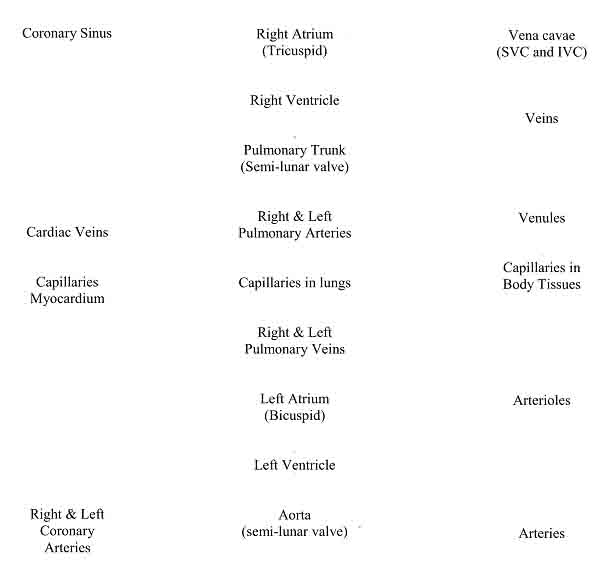 Coronary Sinus
Right Atrium
(Tricuspid)
Vena cavae
(SVC and IVC)
Right Ventricle
Veins
Pulmonary Trunk
(Semi-lunar valve)
Cardiac Veins
Right & Left
Pulmonary Arteries
Venules
Capillaries
Myocardium
Capillaries in lungs
Capillaries in
Body Tissues
Right & Left
Pulmonary Veins
Left Atrium
(Bicuspid)
Arterioles
Left Ventricle
Right & Left
Coronary
Arteries
Aorta
(semi-lunar valve)
Arteries